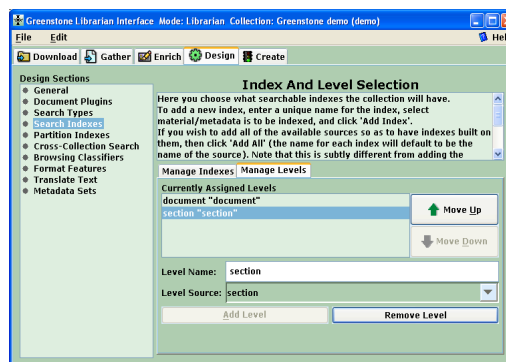 Greenstone Librarian Interface Mode: Librarian Collection: Greenstone demo (demo)
File Edit
Download Gather Enrich Design Create
Design Sections
General
Document Plugins
Search Types
Search Indexes
Partition Indexes
Cross-Collection Search
Browsing Classifiers
Format Features
Translate Text
Metadata Sets
Index And Level Selection
Here you choose what searchable indexes the collection will have.
To add a new index, enter a unique name for the index, select
material/metadata is to be indexed, and click 'Add Index'.
If you wish to add all of the available sources so as to have indexes built on
them, then click 'Add All' (the name for each index will default to be the
name of the source). Note that this is subtly different from adding the
Manage Indexes Manage Levels
Currently Assigned Levels
document "document"
section "section"
Move Up
Move Down
Level Name: section
Level Source: section
Add Level Remove Level